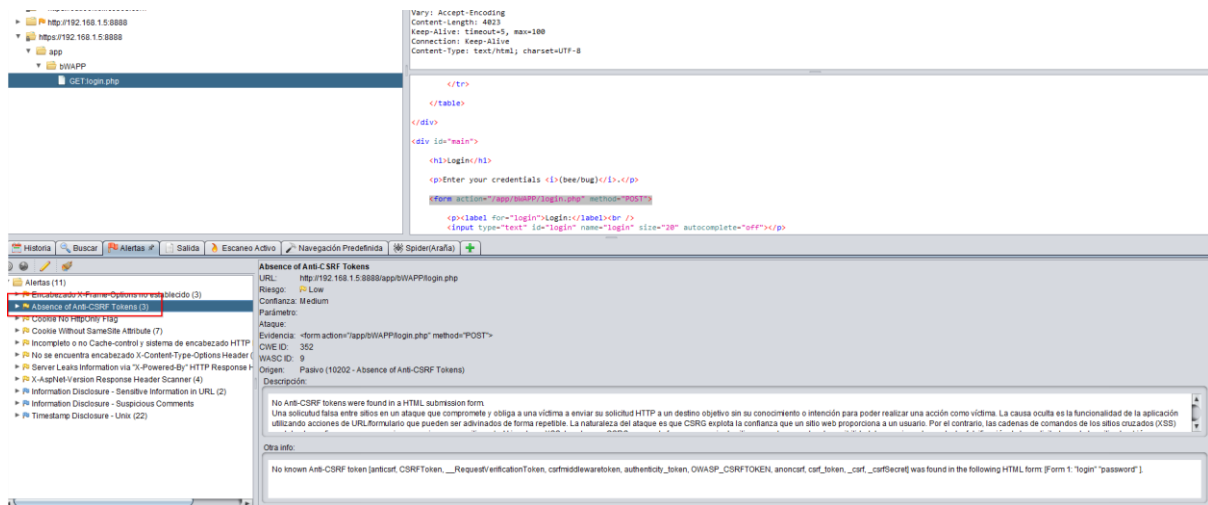 http://192.168.1.5:8888
https://192.168.1.5:8888
app
bWAPP
GET:login.php
Vary: Accept-Encoding
Content-Length: 4023
Keep-Alive: timeout=5, max=100
Connection: Keep-Alive
Content-Type: text/html; charset=UTF-8
</tr>
</table>
</div>
<div id="main">
<h1>Login</h1>
<p>Enter your credentials <i>(bee/bug)</i>.</p>
<form action="/app/bWAPP/login.php" method="POST">
<p><label for="login">Login:</label><br />
<input type="text" id="login" name="login" size="20" autocomplete="off"></p>
Historia Buscar Alertas Salida Escaneo Activo Navegación Predefinida Spider(Araña)
Alertas (11)
Encabezado X-Frame-Options no establecido (3)
Absence of Anti-CSRF Tokens (3)
Cookie No HttpOnly Flag
Cookie Without SameSite Attribute (7)
Incompleto o no Cache-control y sistema de encabezado HTTP
No se encuentra encabezado X-Content-Type-Options Header (
Server Leaks Information via "X-Powered-By" HTTP Response H
X-AspNet-Version Response Header Scanner (4)
Information Disclosure - Sensitive Information in URL (2)
Information Disclosure - Suspicious Comments
Timestamp Disclosure - Unix (22)
Absence of Anti-CSRF Tokens
URL: http://192.168.1.5:8888/app/bWAPP/login.php
Riesgo: Low
Confianza: Medium
Parámetro:
Ataque:
Evidencia: <form action="/app/bWAPP/login.php" method="POST">
CWE ID: 352
WASC ID: 9
Origen: Pasivo (10202 - Absence of Anti-CSRF Tokens)
Descripción:
No Anti-CSRF tokens were found in a HTML submission form.
Una solicitud falsa entre sitios en un ataque que compromete y obliga a una víctima a enviar su solicitud HTTP a un destino objetivo sin su conocimiento o intención para poder realizar una acción como víctima. La causa oculta es la funcionalidad de la aplicación
utilizando acciones de URL/formulario que pueden ser adivinados de forma repetible. La naturaleza del ataque es que CSRG explota la confianza que un sitio web proporciona a un usuario. Por el contrario, las cadenas de comandos de los sitios cruzados (XSS)
Otra info:
No known Anti-CSRF token [anticsrf, CSRFToken, __RequestVerificationToken, csrfmiddlewaretoken, authenticity_token, OWASP_CSRFTOKEN, anoncsrf, csrf_token, _csrf, _csrfSecret] was found in the following HTML form: [Form 1: "login" "password" ].